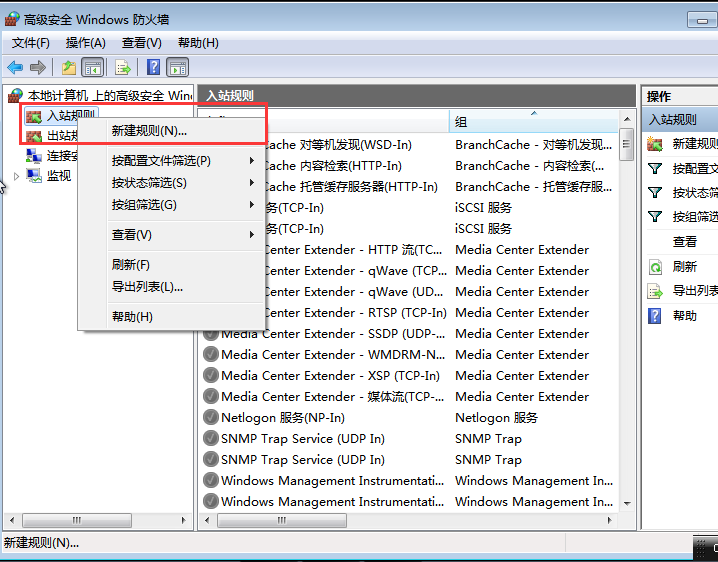 高级安全 Windows 防火墙
文件(F) 操作(A) 查看(V) 帮助(H)
本地计算机 上的高级安全 Win
入站规则
出站规
连接安
监视
新建规则(N)...
按配置文件筛选(P)
按状态筛选(S)
按组筛选(G)
查看(V)
刷新(F)
导出列表(L)...
帮助(H)
入站规则
组
Cache 对等机发现(WSD-In) BranchCache - 对等机发现...
Cache 内容检索(HTTP-In) BranchCache - 内容检索(...
Cache 托管缓存服务器(HTTP-In) BranchCache - 托管缓存服...
务(TCP-In) iSCSI 服务
务(TCP-In) iSCSI 服务
Media Center Extender
Center Extender - HTTP 流(TC...
Center Extender - qWave (TCP... Media Center Extender
Center Extender - qWave (UD... Media Center Extender
Center Extender - RTSP (TCP-In) Media Center Extender
Media Center Extender - SSDP (UDP-... Media Center Extender
Media Center Extender - WMDRM-N... Media Center Extender
Media Center Extender - XSP (TCP-In) Media Center Extender
Media Center Extender - 媒体流(TCP-... Media Center Extender
Netlogon 服务(NP-In) Netlogon 服务
SNMP Trap Service (UDP In) SNMP Trap
SNMP Trap Service (UDP In) SNMP Trap
Windows Management Instrumentati... Windows Management In...
Windows Management Instrumentati... Windows Management In...
操作
入站规则
新建规则
按配置文
按状态筛
按组筛选
查看
刷新
导出列表
帮助
新建规则(N)...